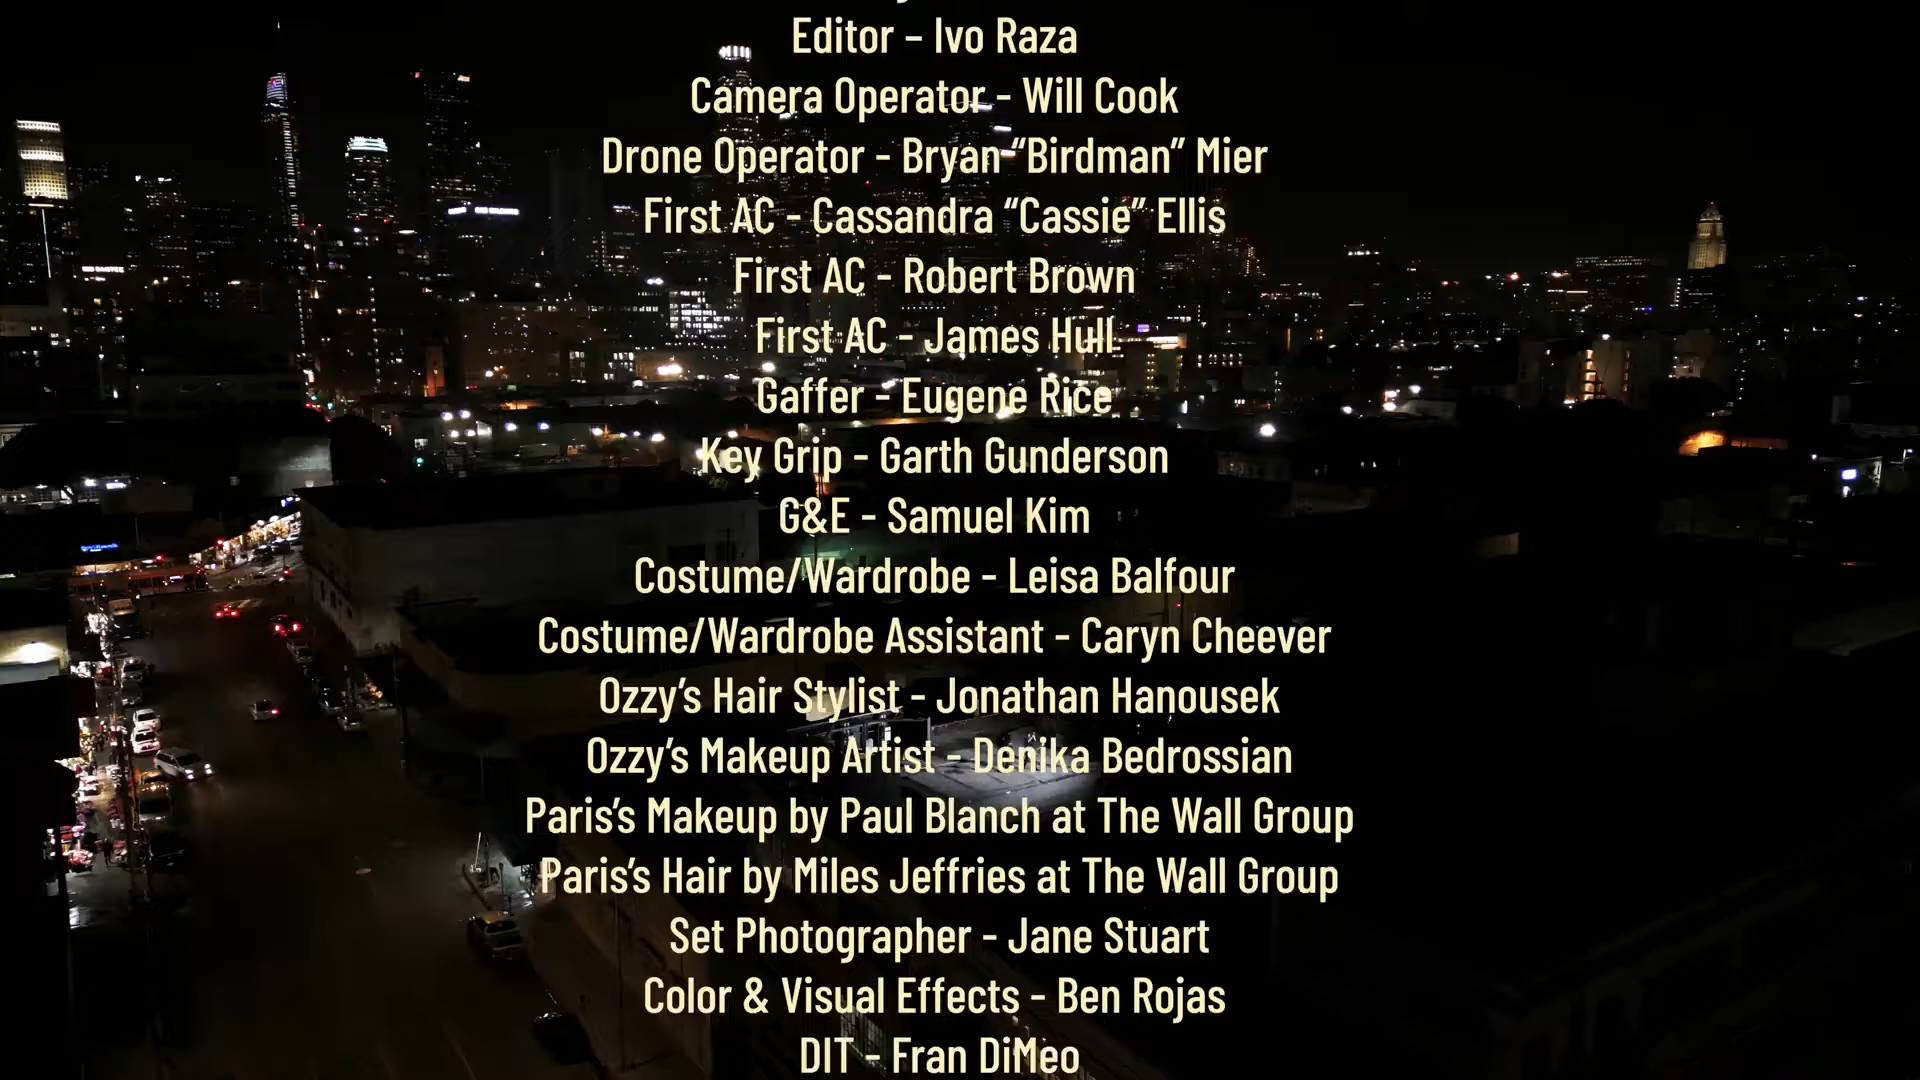 Editor – Ivo Raza
Camera Operator - Will Cook
Drone Operator - Bryan “Birdman” Mier
First AC - Cassandra “Cassie” Ellis
First AC - Robert Brown
First AC - James Hull
Gaffer - Eugene Rice
Key Grip - Garth Gunderson
G&E - Samuel Kim
Costume/Wardrobe - Leisa Balfour
Costume/Wardrobe Assistant - Caryn Cheever
Ozzy’s Hair Stylist - Jonathan Hanousek
Ozzy’s Makeup Artist - Denika Bedrossian
Paris’s Makeup by Paul Blanch at The Wall Group
Paris’s Hair by Miles Jeffries at The Wall Group
Set Photographer - Jane Stuart
Color & Visual Effects - Ben Rojas
DIT - Fran DiMeo